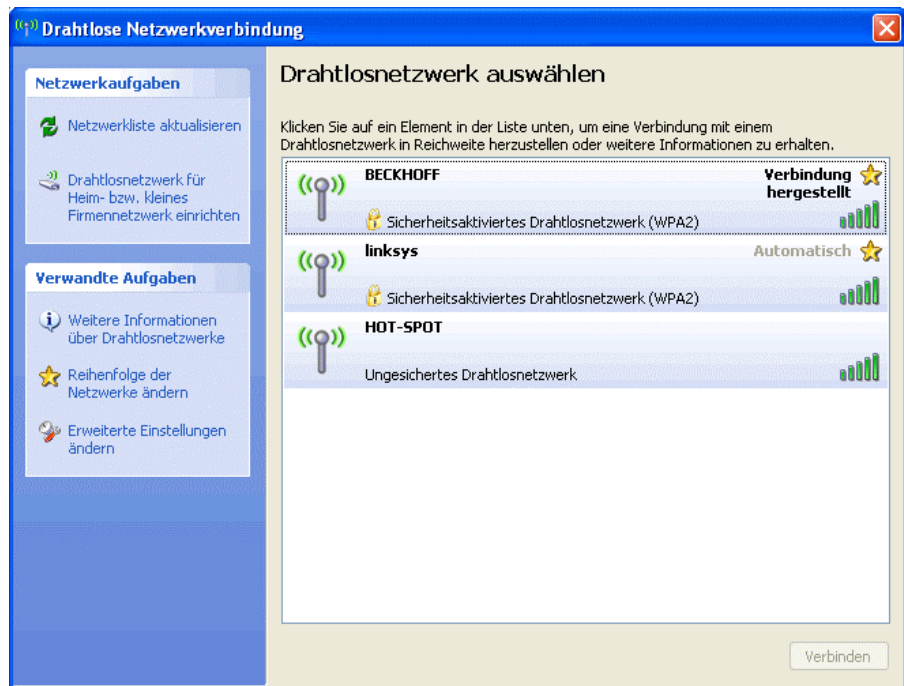 Drahtlose Netzwerkverbindung
Netzwerkaufgaben
Netzwerkliste aktualisieren
Drahtlosnetzwerk für
Heim- bzw. kleines
Firmennetzwerk einrichten
Verwandte Aufgaben
Weitere Informationen
über Drahtlosnetzwerke
Reihenfolge der
Netzwerke ändern
Erweiterte Einstellungen
ändern
Drahtlosnetzwerk auswählen
Klicken Sie auf ein Element in der Liste unten, um eine Verbindung mit einem
Drahtlosnetzwerk in Reichweite herzustellen oder weitere Informationen zu erhalten.
BECKHOFF
Verbindung
hergestellt
Sicherheitsaktiviertes Drahtlosnetzwerk (WPA2)
linksys
Automatisch
Sicherheitsaktiviertes Drahtlosnetzwerk (WPA2)
HOT-SPOT
Ungesichertes Drahtlosnetzwerk
Verbinden